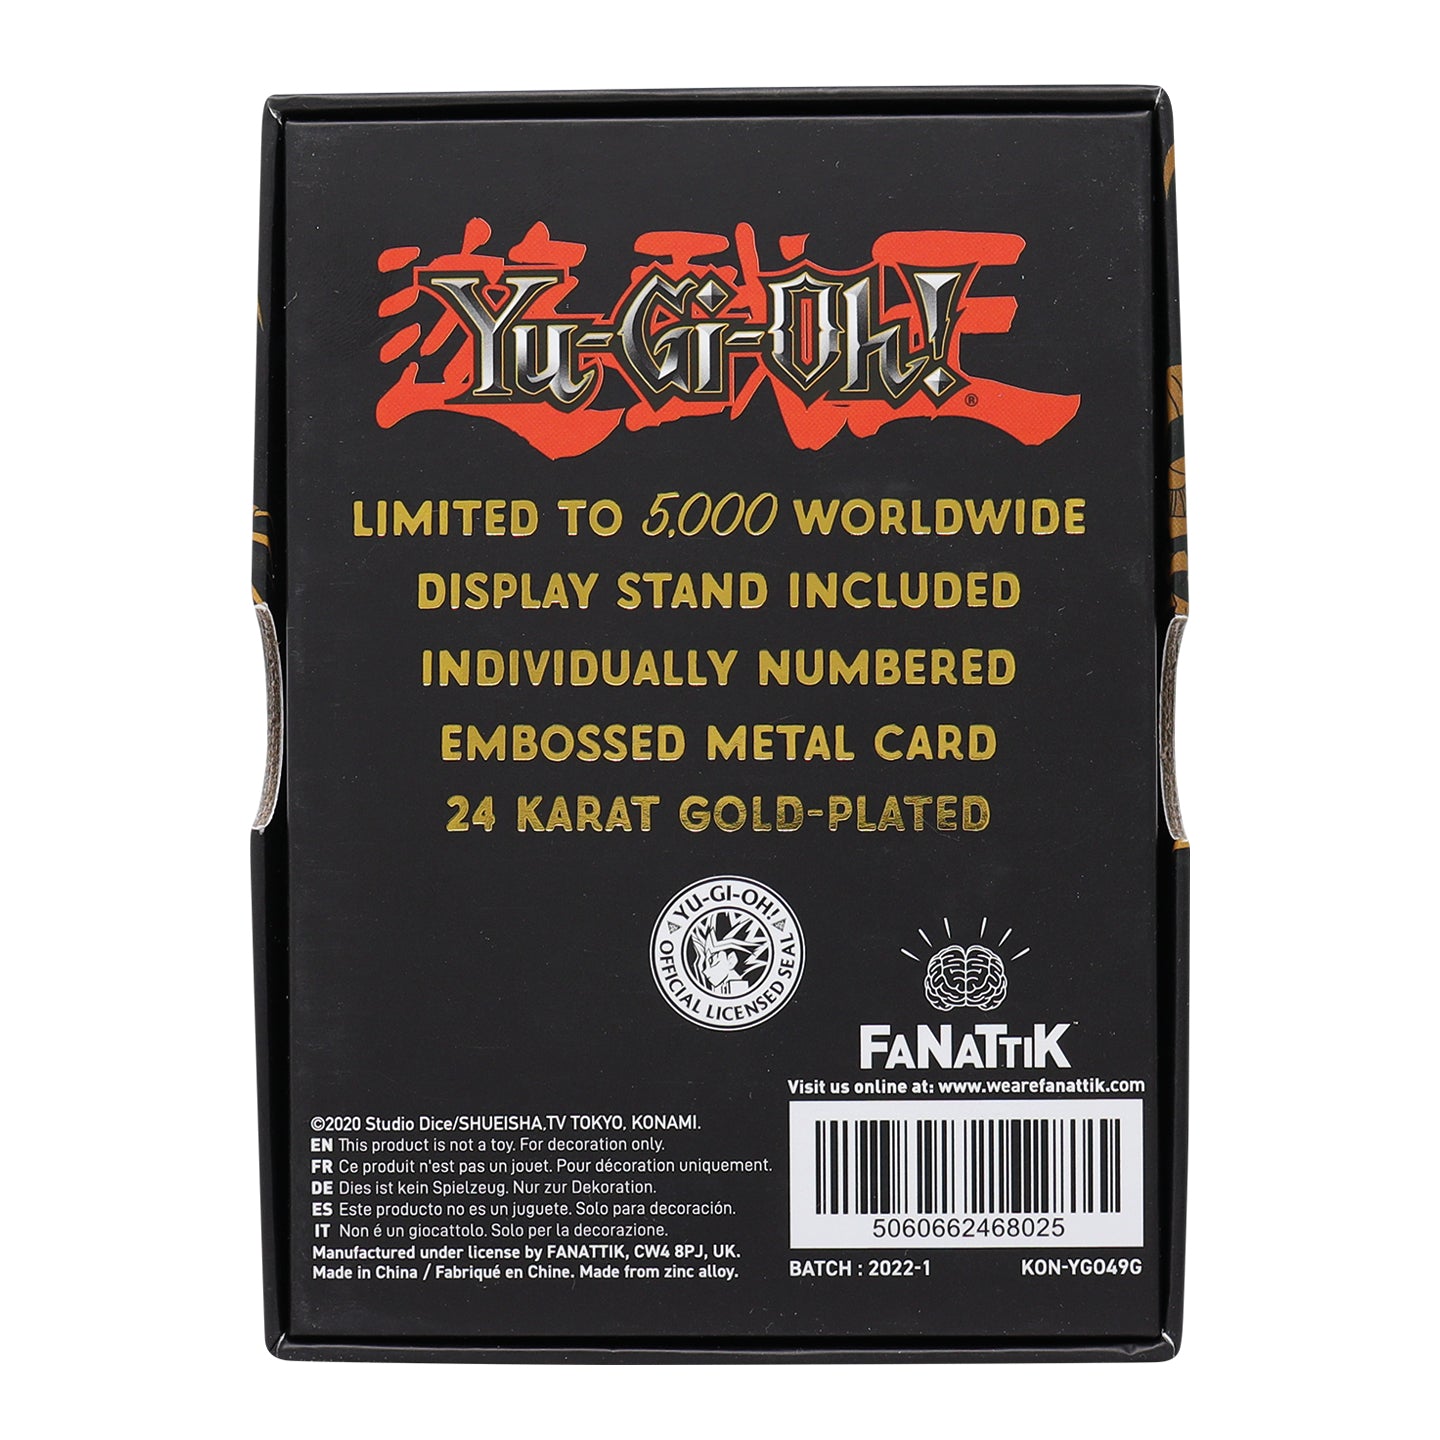 遊戯王
Yu-Gi-Oh!®
LIMITED TO 5,000 WORLDWIDE
DISPLAY STAND INCLUDED
INDIVIDUALLY NUMBERED
EMBOSSED METAL CARD
24 KARAT GOLD-PLATED
YU-GI-OH!
OFFICIAL LICENSED SEAL
FANATTIK™
Visit us online at: www.wearefanattik.com
©2020 Studio Dice/SHUEISHA,TV TOKYO, KONAMI.
EN This product is not a toy. For decoration only.
FR Ce produit n'est pas un jouet. Pour décoration uniquement.
DE Dies ist kein Spielzeug. Nur zur Dekoration.
ES Este producto no es un juguete. Solo para decoración.
IT Non é un giocattolo. Solo per la decorazione.
Manufactured under license by FANATTIK, CW4 8PJ, UK.
Made in China / Fabriqué en Chine. Made from zinc alloy.
5060662468025
BATCH : 2022-1
KON-YGO49G